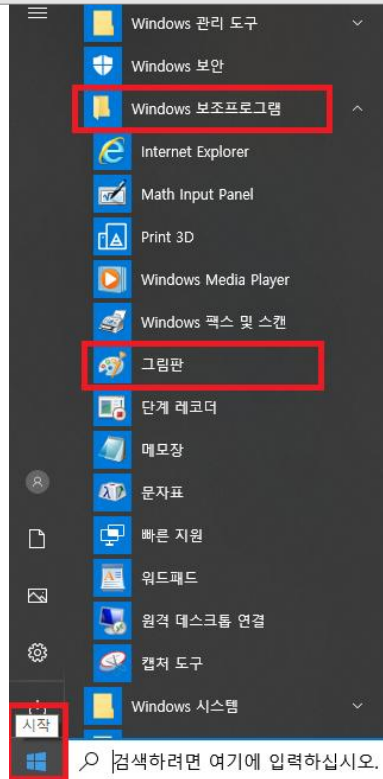 Windows 관리 도구
Windows 보안
Windows 보조프로그램
Internet Explorer
Math Input Panel
Print 3D
Windows Media Player
Windows 팩스 및 스캔
그림판
단계 레코더
메모장
문자표
빠른 지원
워드패드
원격 데스크톱 연결
캡처 도구
Windows 시스템
시작
검색하려면 여기에 입력하십시오.